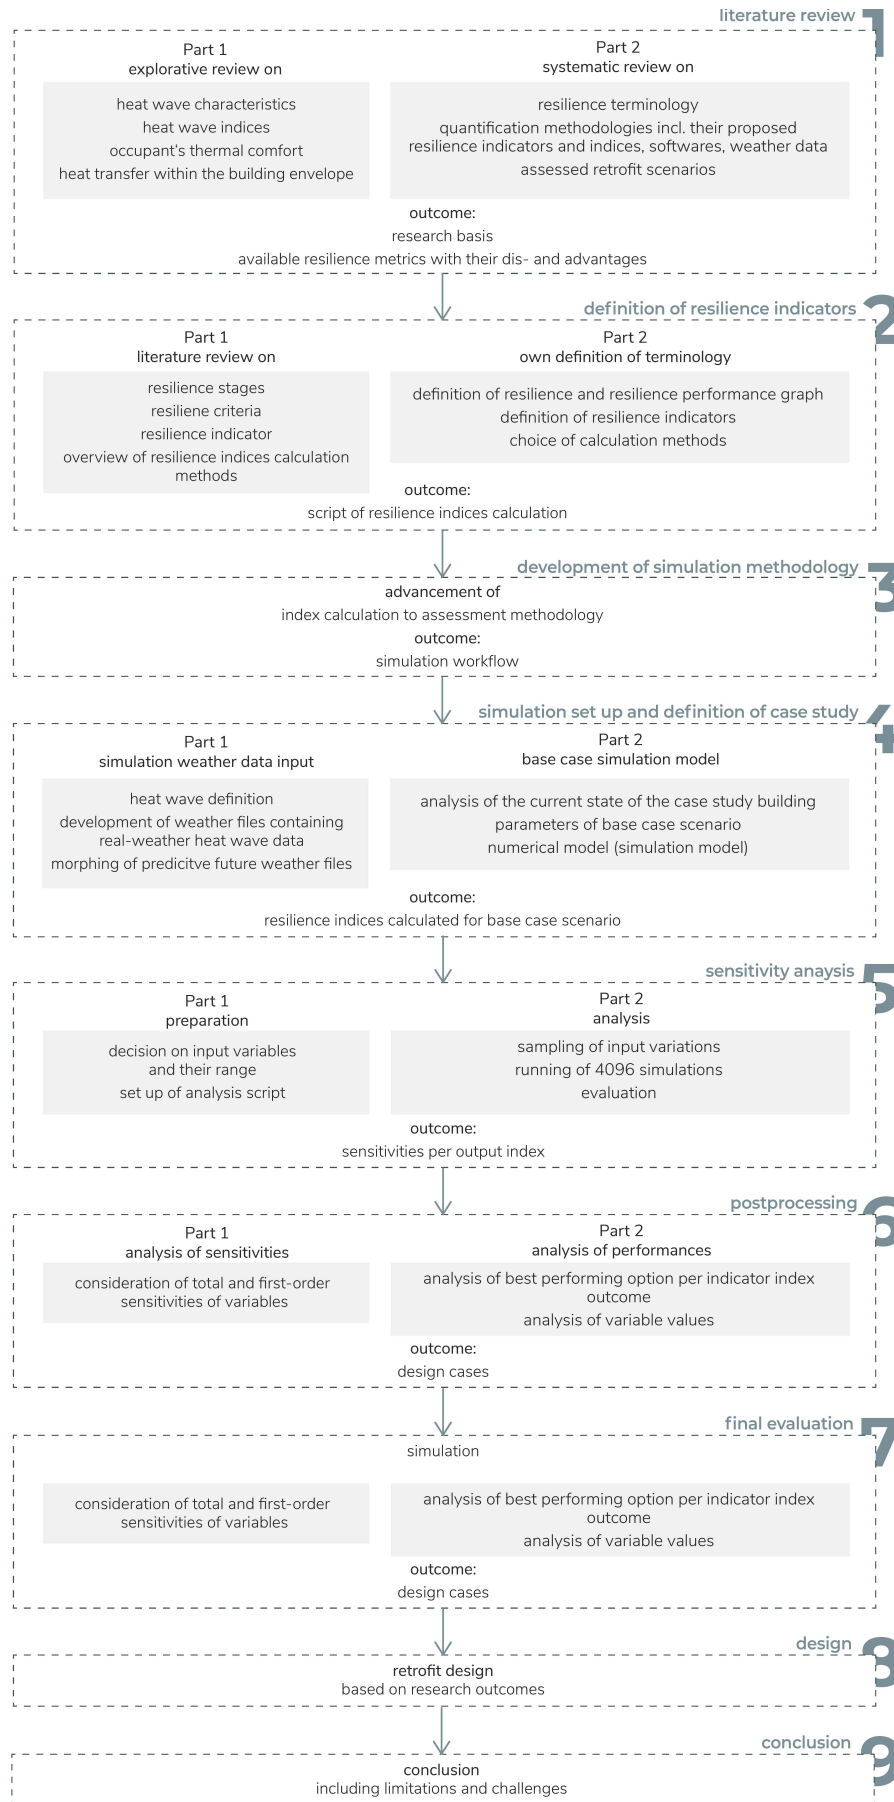 literature review
1
Part 1
explorative review on
heat wave characteristics
heat wave indices
occupant's thermal comfort
heat transfer within the building envelope
Part 2
systematic review on
resilience terminology
quantification methodologies incl. their proposed
resilience indicators and indices, softwares, weather data
assessed retrofit scenarios
outcome:
research basis
available resilience metrics with their dis- and advantages
definition of resilience indicators
2
Part 1
literature review on
resilience stages
resiliene criteria
resilience indicator
overview of resilience indices calculation
methods
Part 2
own definition of terminology
definition of resilience and resilience performance graph
definition of resilience indicators
choice of calculation methods
outcome:
script of resilience indices calculation
development of simulation methodology
3
advancement of
index calculation to assessment methodology
outcome:
simulation workflow
simulation set up and definition of case study
4
Part 1
simulation weather data input
heat wave definition
development of weather files containing
real-weather heat wave data
morphing of predicitve future weather files
Part 2
base case simulation model
analysis of the current state of the case study building
parameters of base case scenario
numerical model (simulation model)
outcome:
resilience indices calculated for base case scenario
sensitivity anaysis
5
Part 1
preparation
decision on input variables
and their range
set up of analysis script
Part 2
analysis
sampling of input variations
running of 4096 simulations
evaluation
outcome:
sensitivities per output index
postprocessing
6
Part 1
analysis of sensitivities
consideration of total and first-order
sensitivities of variables
Part 2
analysis of performances
analysis of best performing option per indicator index
outcome
analysis of variable values
outcome:
design cases
final evaluation
7
simulation
consideration of total and first-order
sensitivities of variables
analysis of best performing option per indicator index
outcome
analysis of variable values
outcome:
design cases
design
8
retrofit design
based on research outcomes
conclusion
9
conclusion
including limitations and challenges